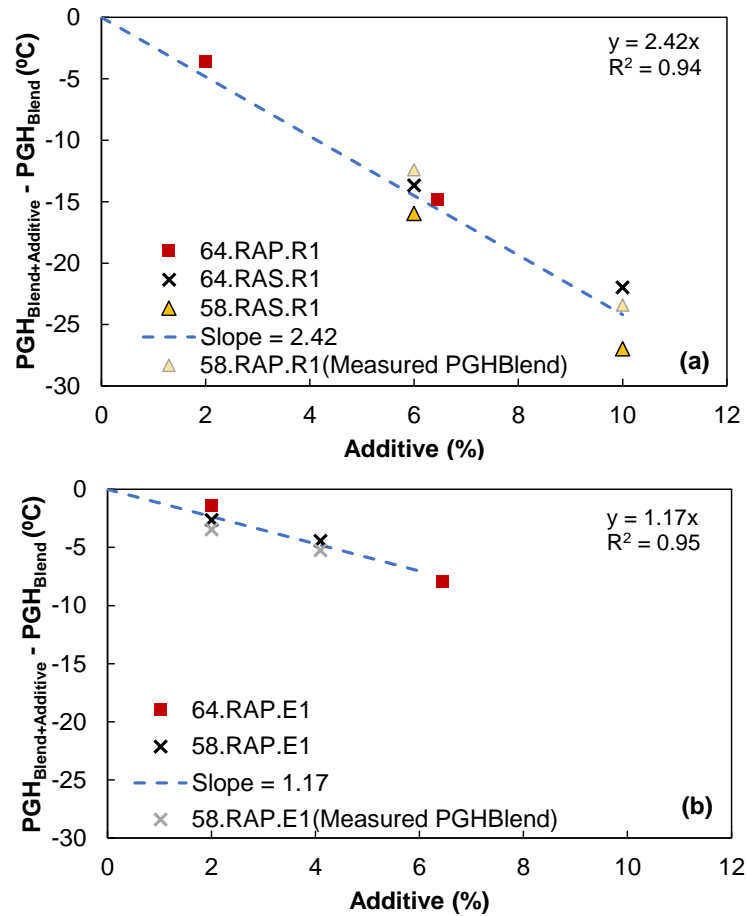 0
-5
-10
-15
-20
-25
-30
PGHBlend+Additive - PGHBlend (ºC)
y = 2.42x
R2 = 0.94
64.RAP.R1
64.RAS.R1
58.RAS.R1
Slope = 2.42
58.RAP.R1(Measured PGHBlend)
(a)
0 2 4 6 8 10 12
Additive (%)
0
-5
-10
-15
-20
-25
-30
PGHBlend+Additive - PGHBlend (ºC)
y = 1.17x
R2 = 0.95
64.RAP.E1
58.RAP.E1
Slope = 1.17
58.RAP.E1(Measured PGHBlend)
(b)
0 2 4 6 8 10 12
Additive (%)